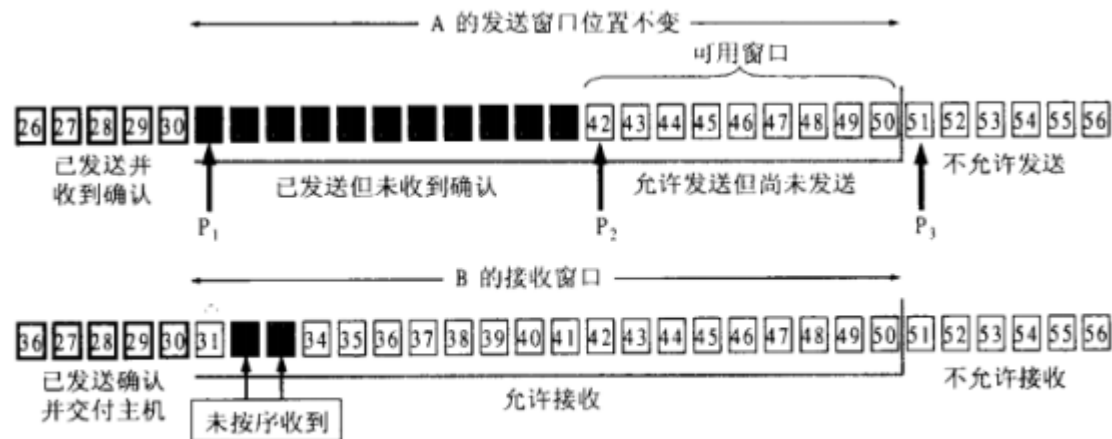 A 的发送窗口位置不变
可用窗口
26 27 28 29 30 42 43 44 45 46 47 48 49 50 51 52 53 54 55 56
已发送并
收到确认
已发送但未收到确认
允许发送但尚未发送
不允许发送
P1
P2
P3
B 的接收窗口
36 27 28 29 30 31 34 35 36 37 38 39 40 41 42 43 44 45 46 47 48 49 50 51 52 53 54 55 56
已发送确认
并交付主机
未按序收到
允许接收
不允许接收